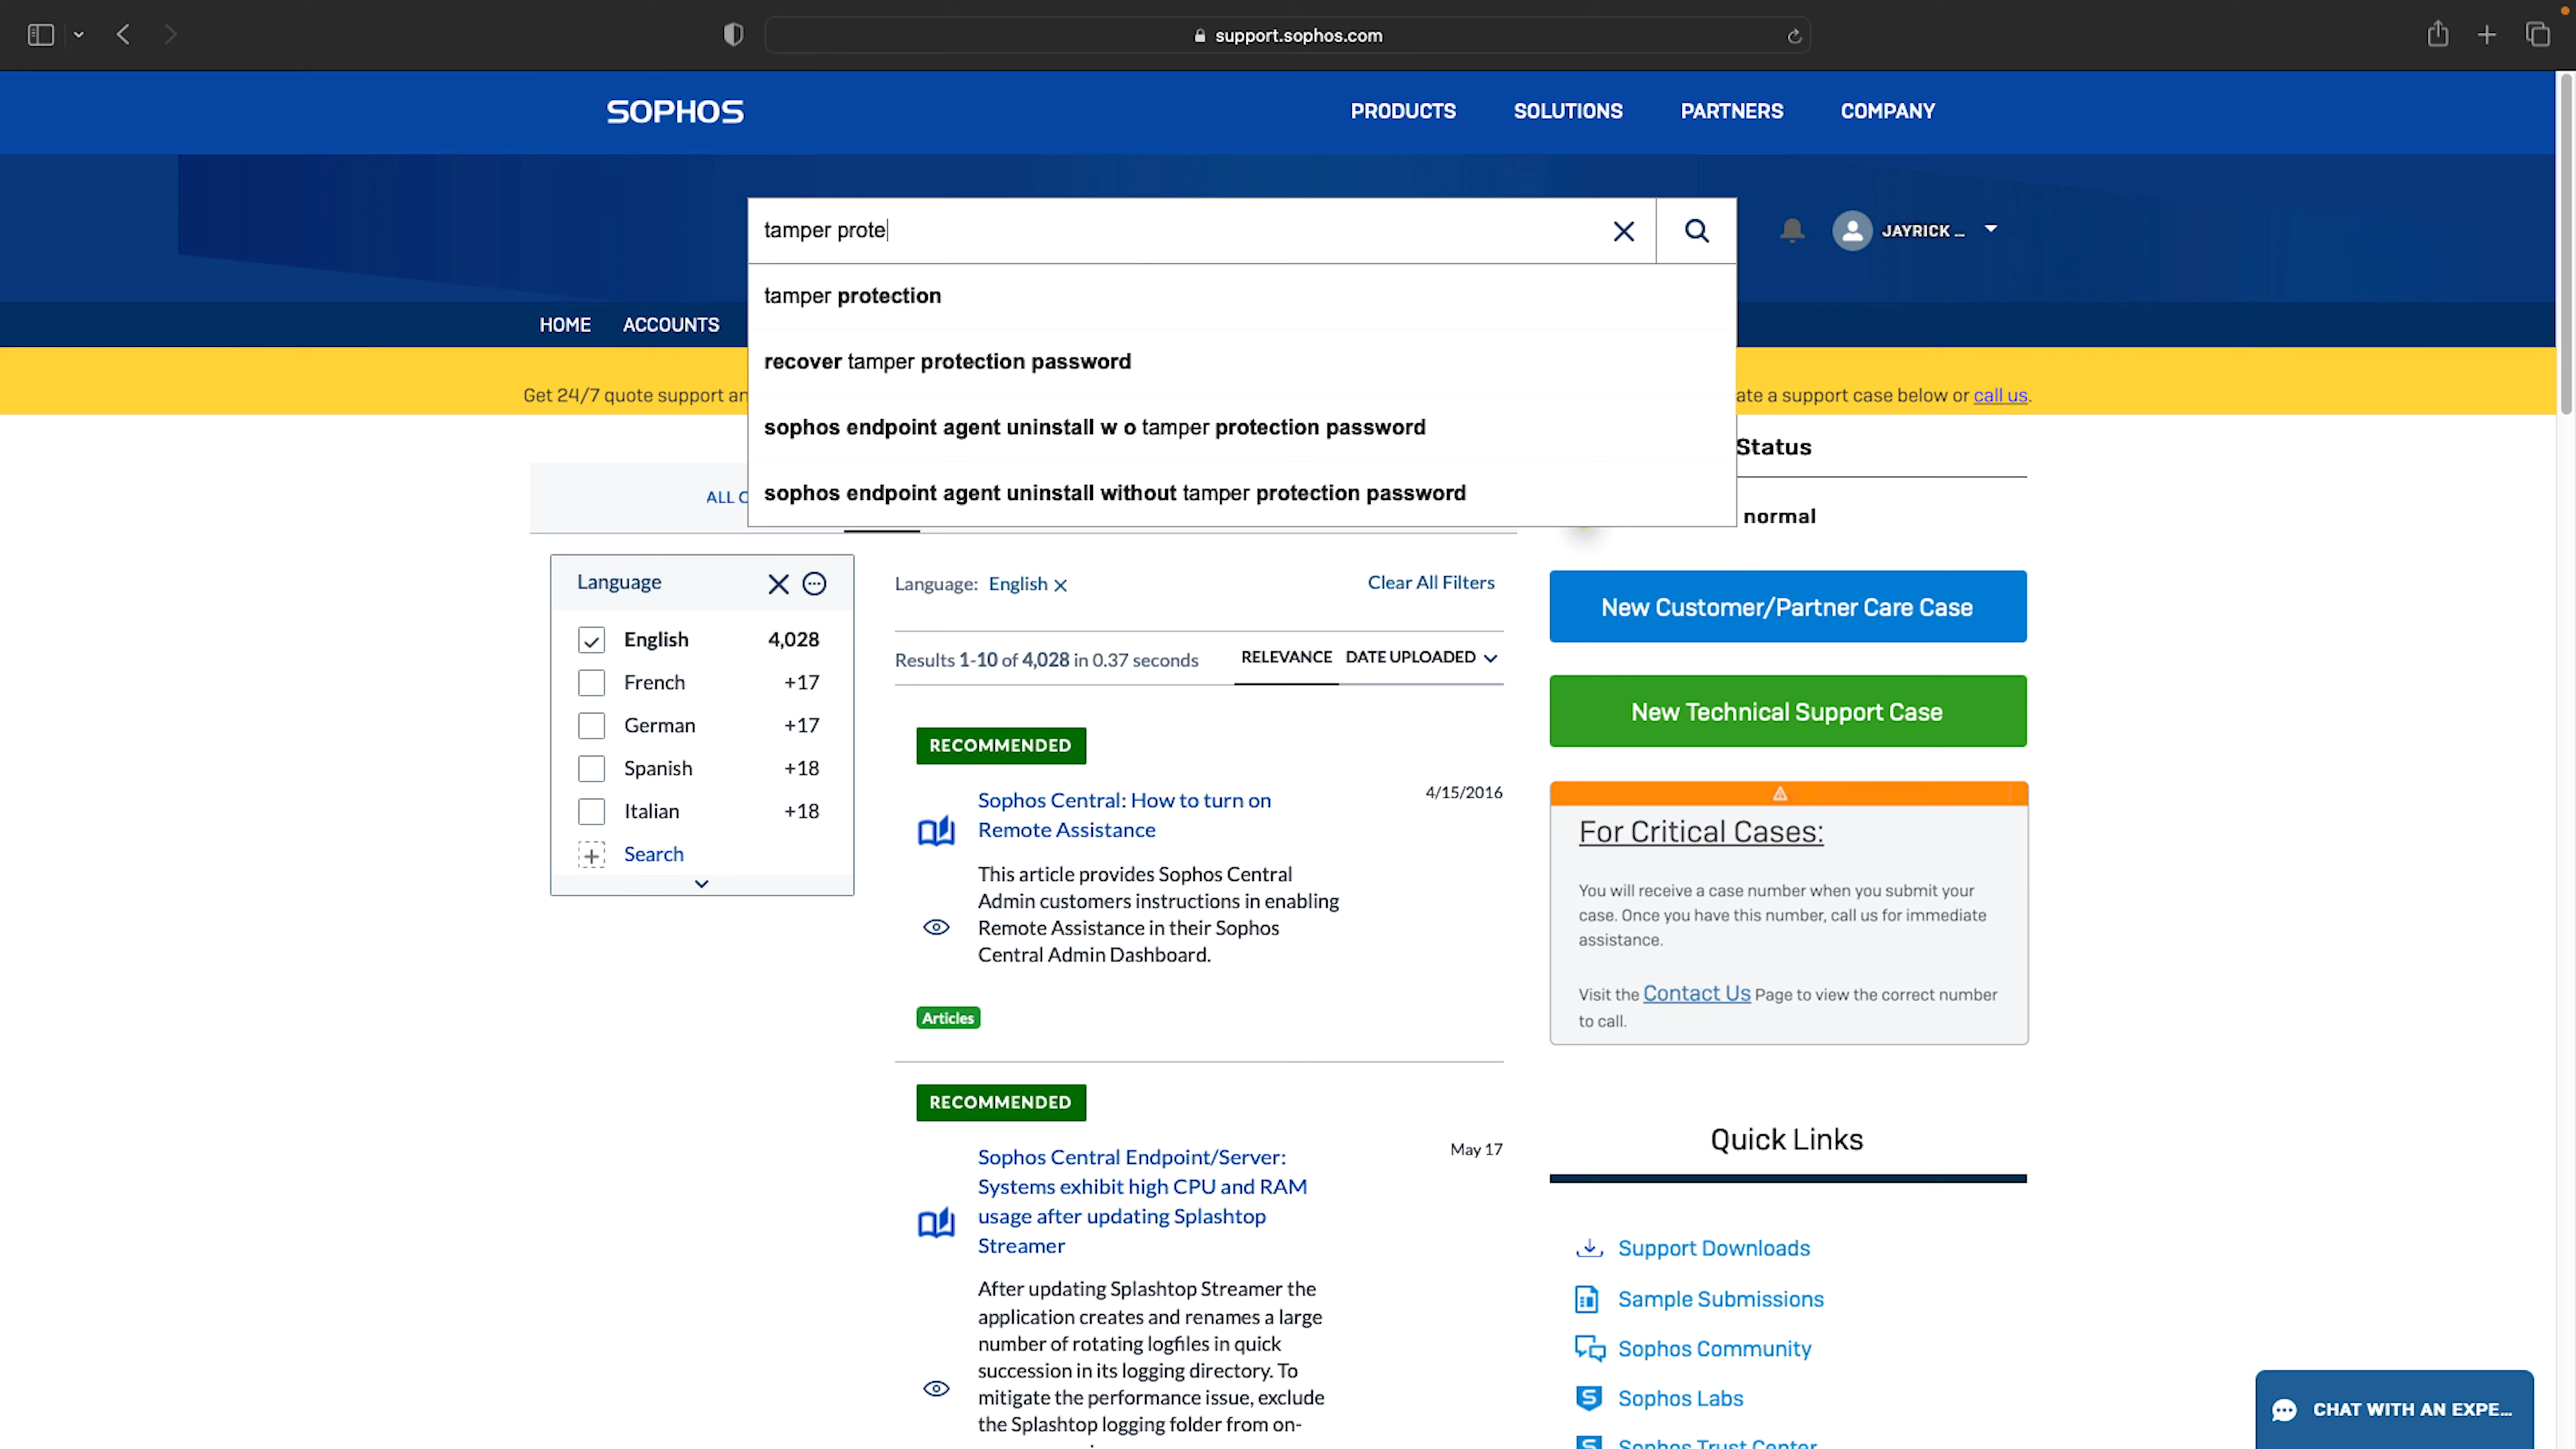 support.sophos.com
SOPHOS
PRODUCTS
SOLUTIONS
PARTNERS
COMPANY
tamper prote
JAYRICK ...
tamper protection
recover tamper protection password
sophos endpoint agent uninstall w o tamper protection password
sophos endpoint agent uninstall without tamper protection password
HOME
ACCOUNTS
Get 24/7 quote support an
ate a support case below or call us.
ALL C
Status
normal
Language
English 4,028
French +17
German +17
Spanish +18
Italian +18
Search
Language: English
Clear All Filters
Results 1-10 of 4,028 in 0.37 seconds
RELEVANCE
DATE UPLOADED
RECOMMENDED
Sophos Central: How to turn on
Remote Assistance
4/15/2016
This article provides Sophos Central
Admin customers instructions in enabling
Remote Assistance in their Sophos
Central Admin Dashboard.
Articles
RECOMMENDED
Sophos Central Endpoint/Server:
Systems exhibit high CPU and RAM
usage after updating Splashtop
Streamer
May 17
After updating Splashtop Streamer the
application creates and renames a large
number of rotating logfiles in quick
succession in its logging directory. To
mitigate the performance issue, exclude
the Splashtop logging folder from on-
New Customer/Partner Care Case
New Technical Support Case
For Critical Cases:
You will receive a case number when you submit your
case. Once you have this number, call us for immediate
assistance.
Visit the Contact Us Page to view the correct number
to call.
Quick Links
Support Downloads
Sample Submissions
Sophos Community
Sophos Labs
Sophos Trust Center
CHAT WITH AN EXPE...